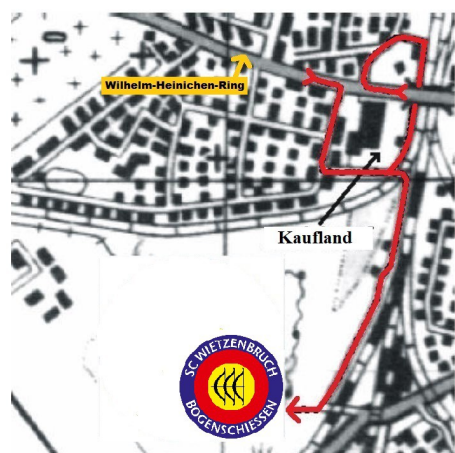 Wilhelm-Heinichen-Ring
Kaufland
SC WIETZENBRUCH
BOGENSCHIESSEN